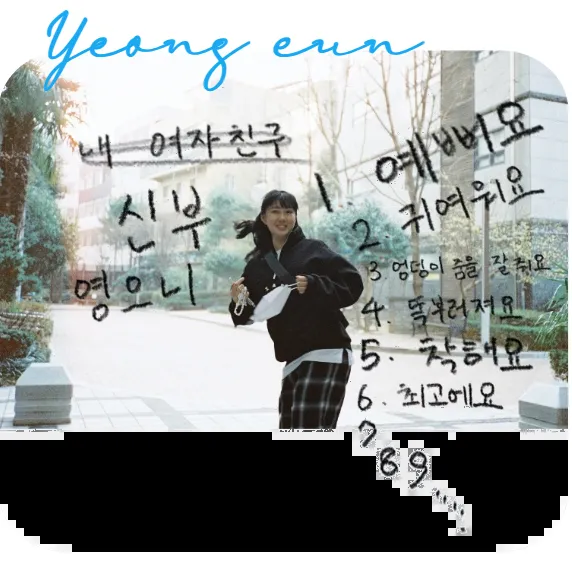 Yeong eun
내 여자친구
신부
영으니
1. 예뻐요
2. 귀여워요
3 엉덩이 춤을 잘 춰요
4. 똑부러져요
5. 착해요
6. 최고에요
7
8 9 ......